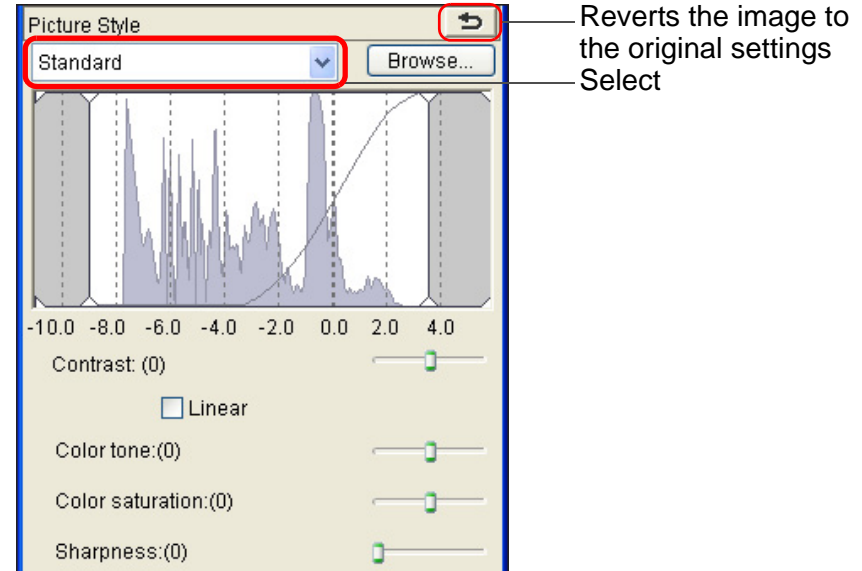 Picture Style
Reverts the image to
the original settings
Standard
Browse...
Select
-10.0 -8.0 -6.0 -4.0 -2.0 0.0 2.0 4.0
Contrast: (0)
Linear
Color tone:(0)
Color saturation:(0)
Sharpness:(0)